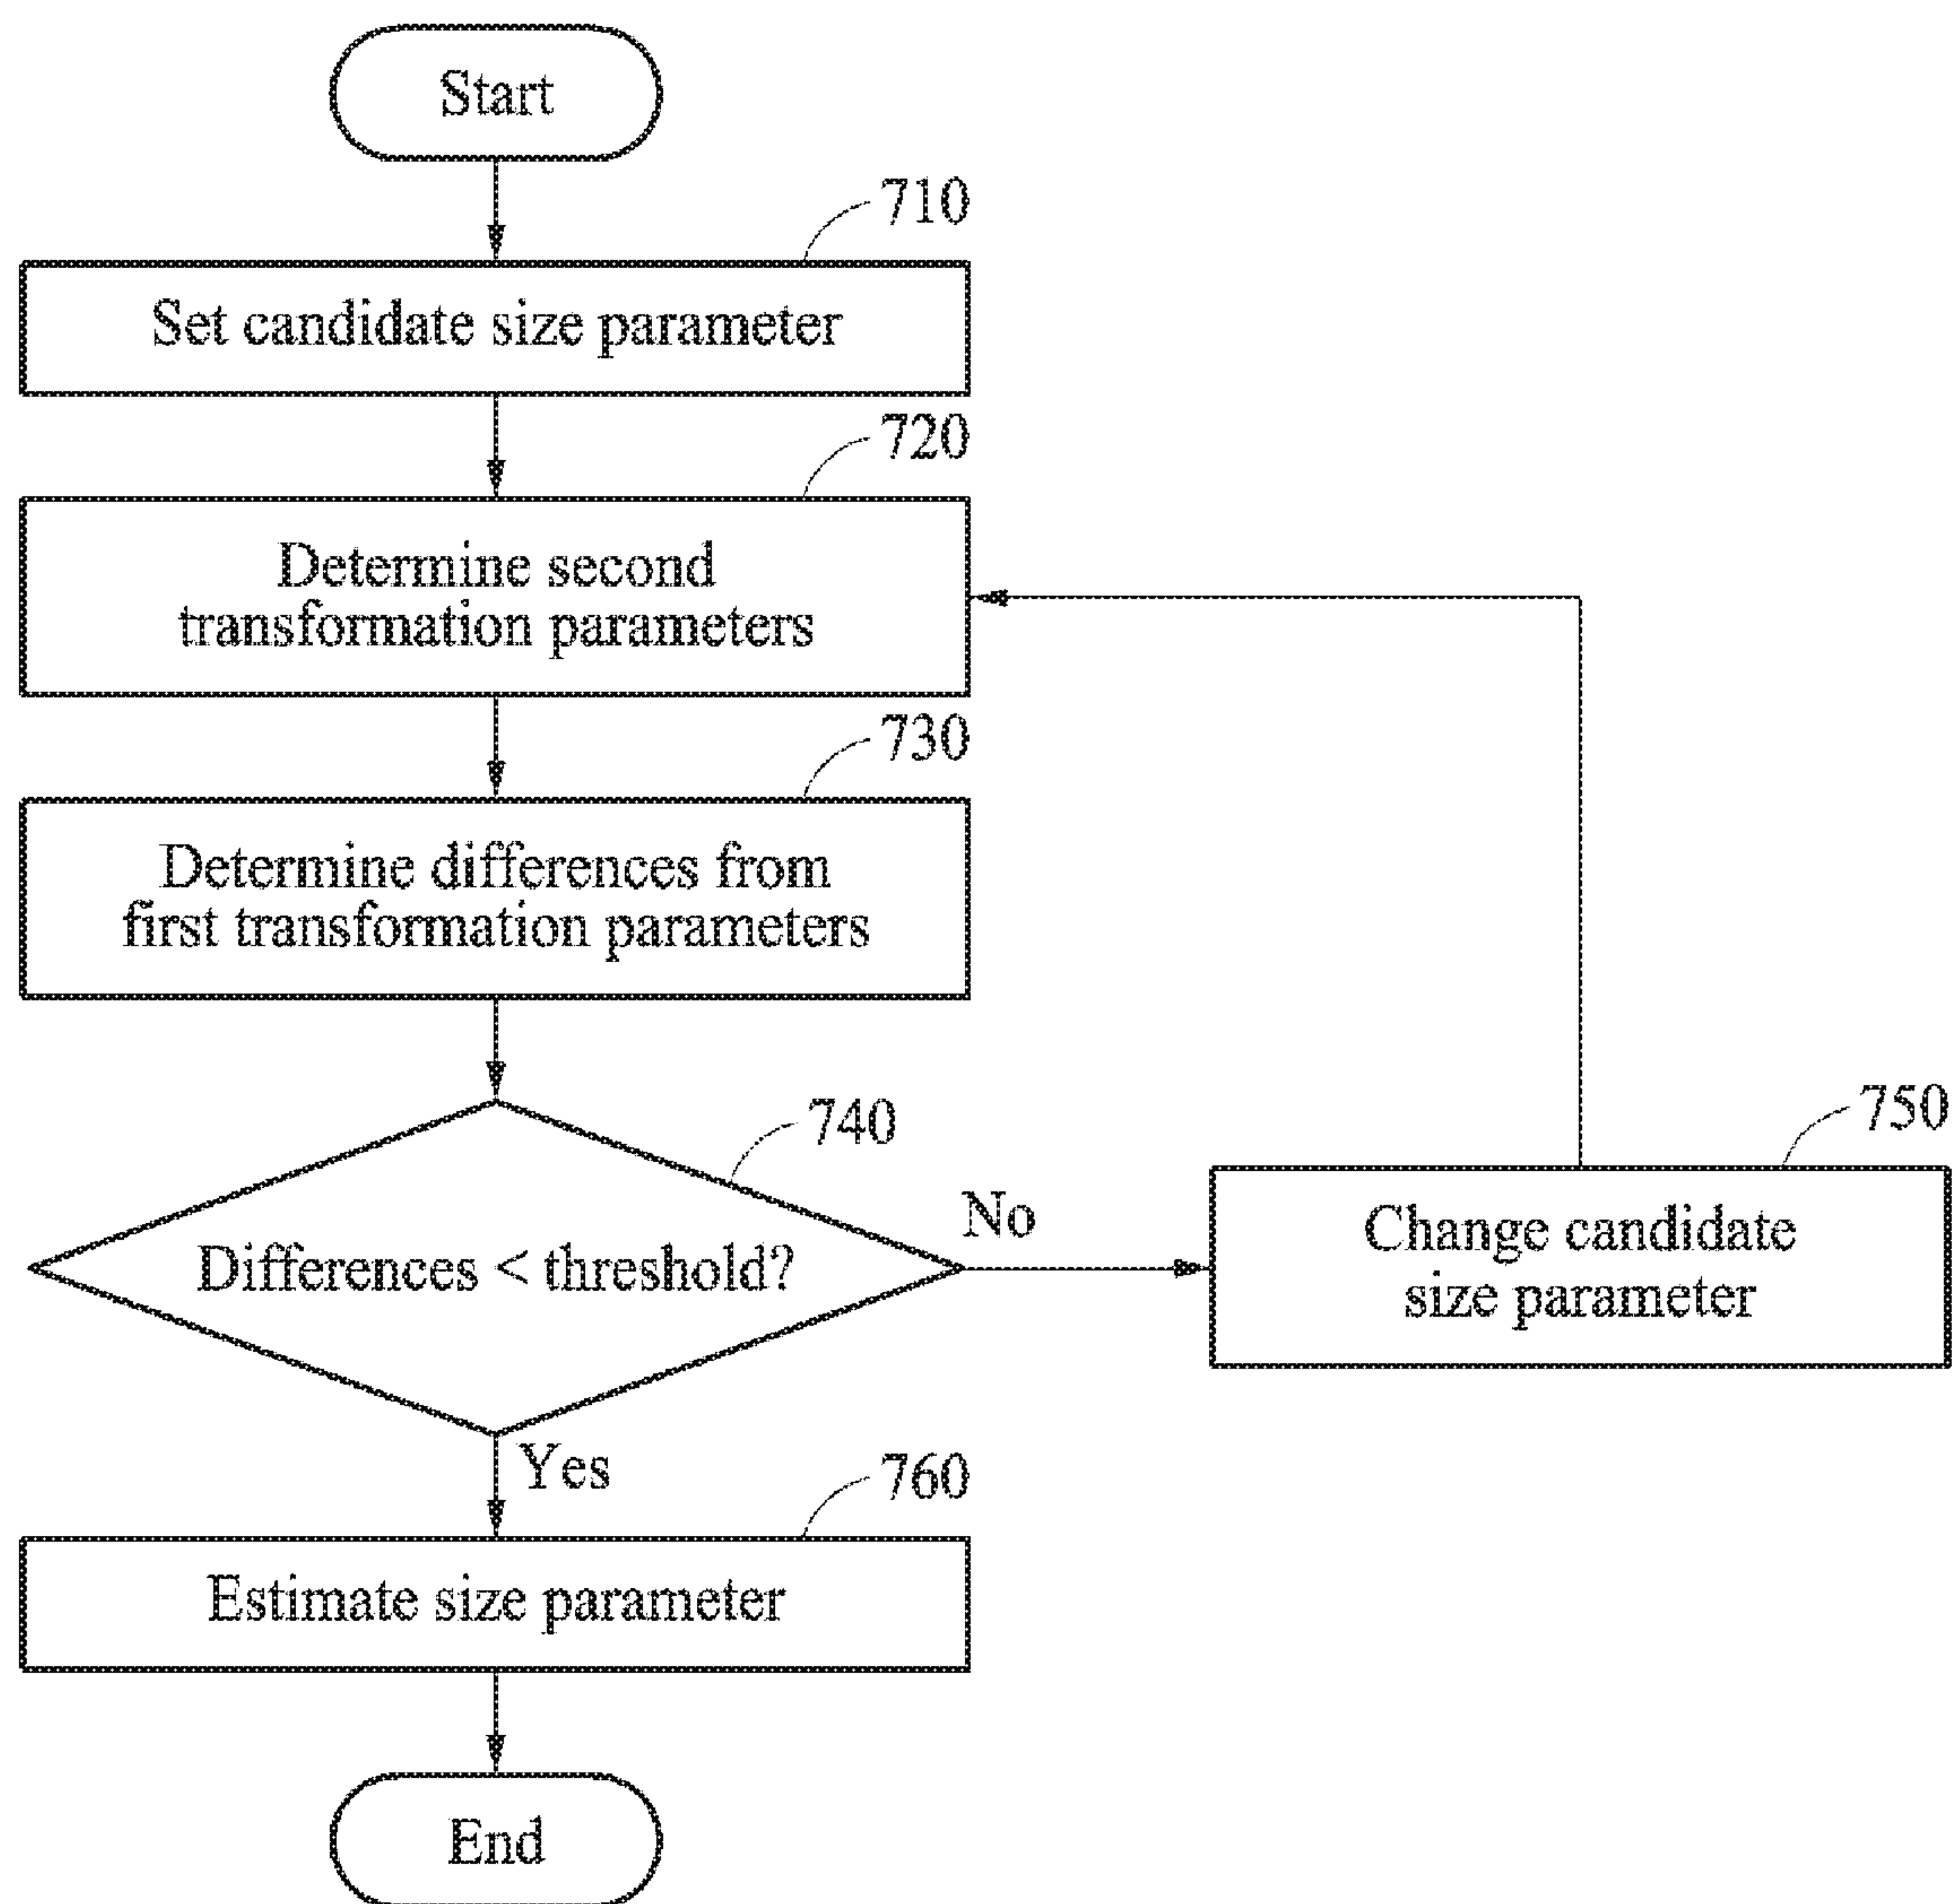 Start
710
Set candidate size parameter
720
Determine second
transformation parameters
730
Determine differences from
first transformation parameters
740
Differences < threshold?
No
750
Change candidate
size parameter
Yes
760
Estimate size parameter
End